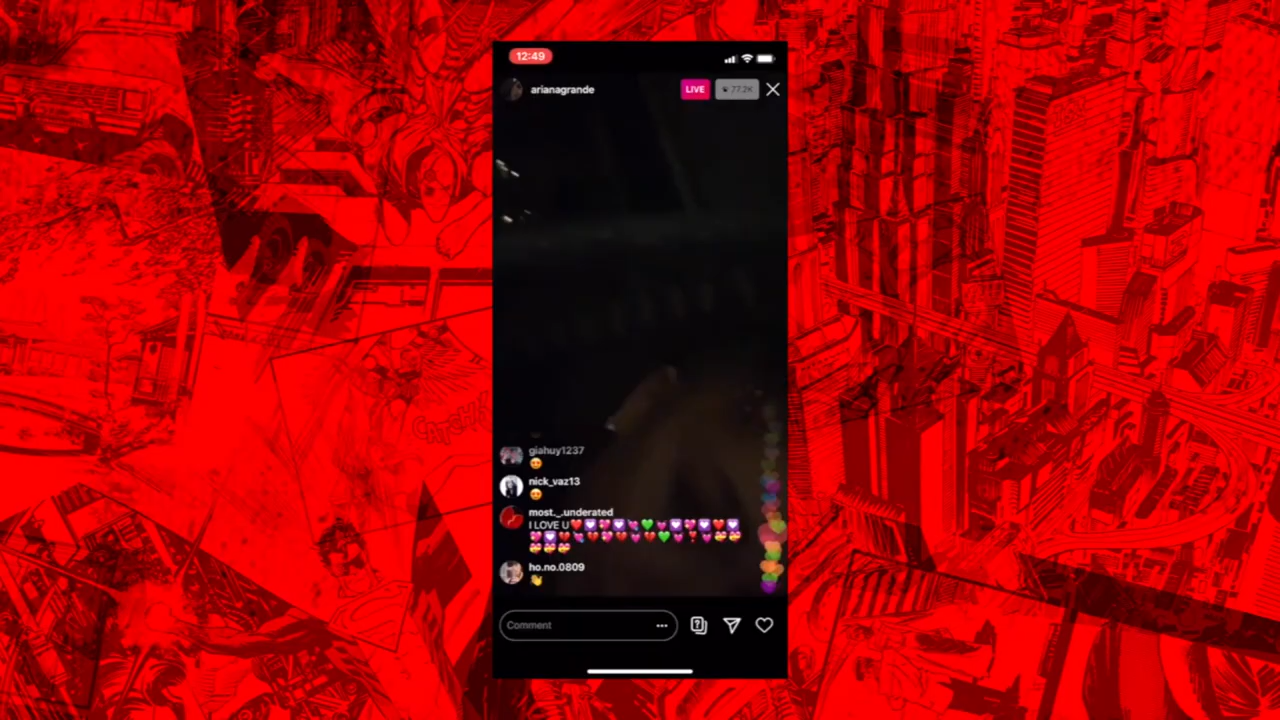 12:49
arianagrande
LIVE
77.2K
giahuy1237
😍
nick_vaz13
😍
most._.underated
I LOVE U
ho.no.0809
👋
Comment